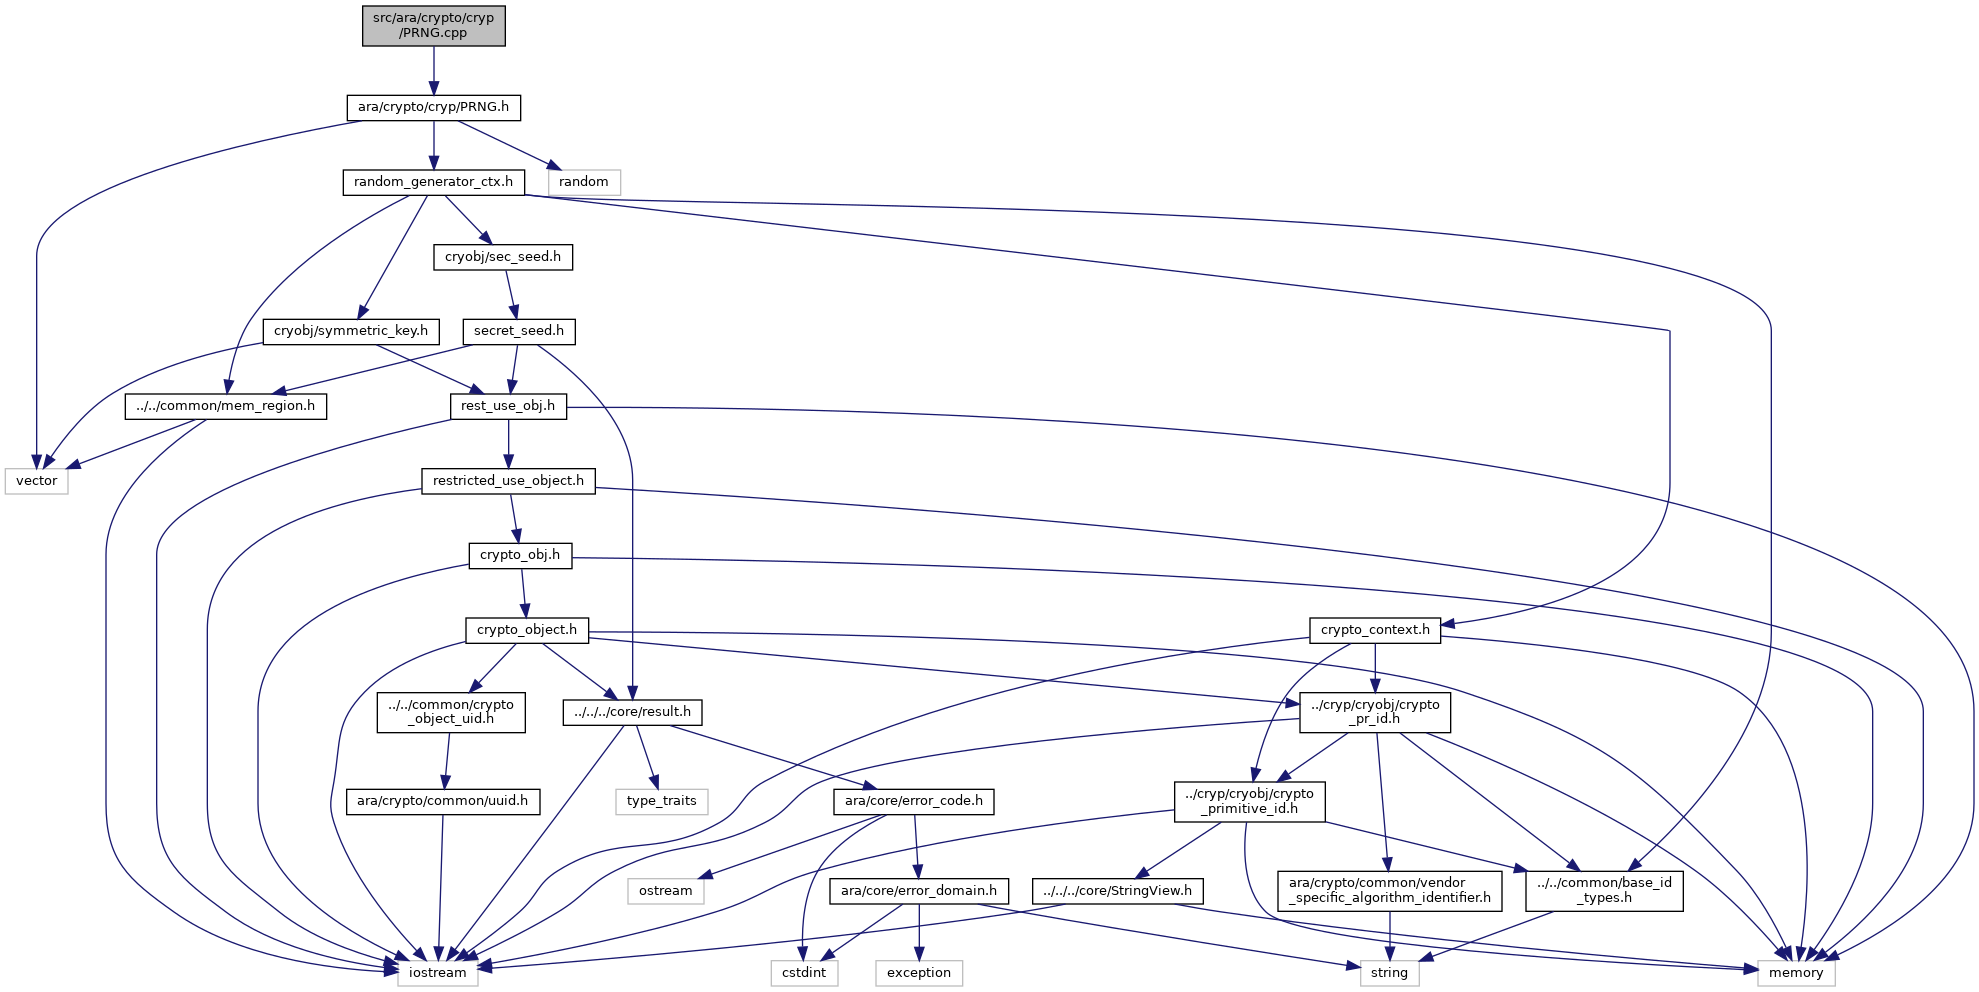 src/ara/crypto/cryp
/PRNG.cpp
ara/crypto/cryp/PRNG.h
random_generator_ctx.h
random
cryobj/sec_seed.h
cryobj/symmetric_key.h
secret_seed.h
../../common/mem_region.h
rest_use_obj.h
vector
restricted_use_object.h
crypto_obj.h
crypto_object.h
crypto_context.h
../../common/crypto
_object_uid.h
../../../core/result.h
../cryp/cryobj/crypto
_pr_id.h
ara/crypto/common/uuid.h
type_traits
ara/core/error_code.h
../cryp/cryobj/crypto
_primitive_id.h
ostream
ara/core/error_domain.h
../../../core/StringView.h
ara/crypto/common/vendor
_specific_algorithm_identifier.h
../../common/base_id
_types.h
iostream
cstdint
exception
string
memory